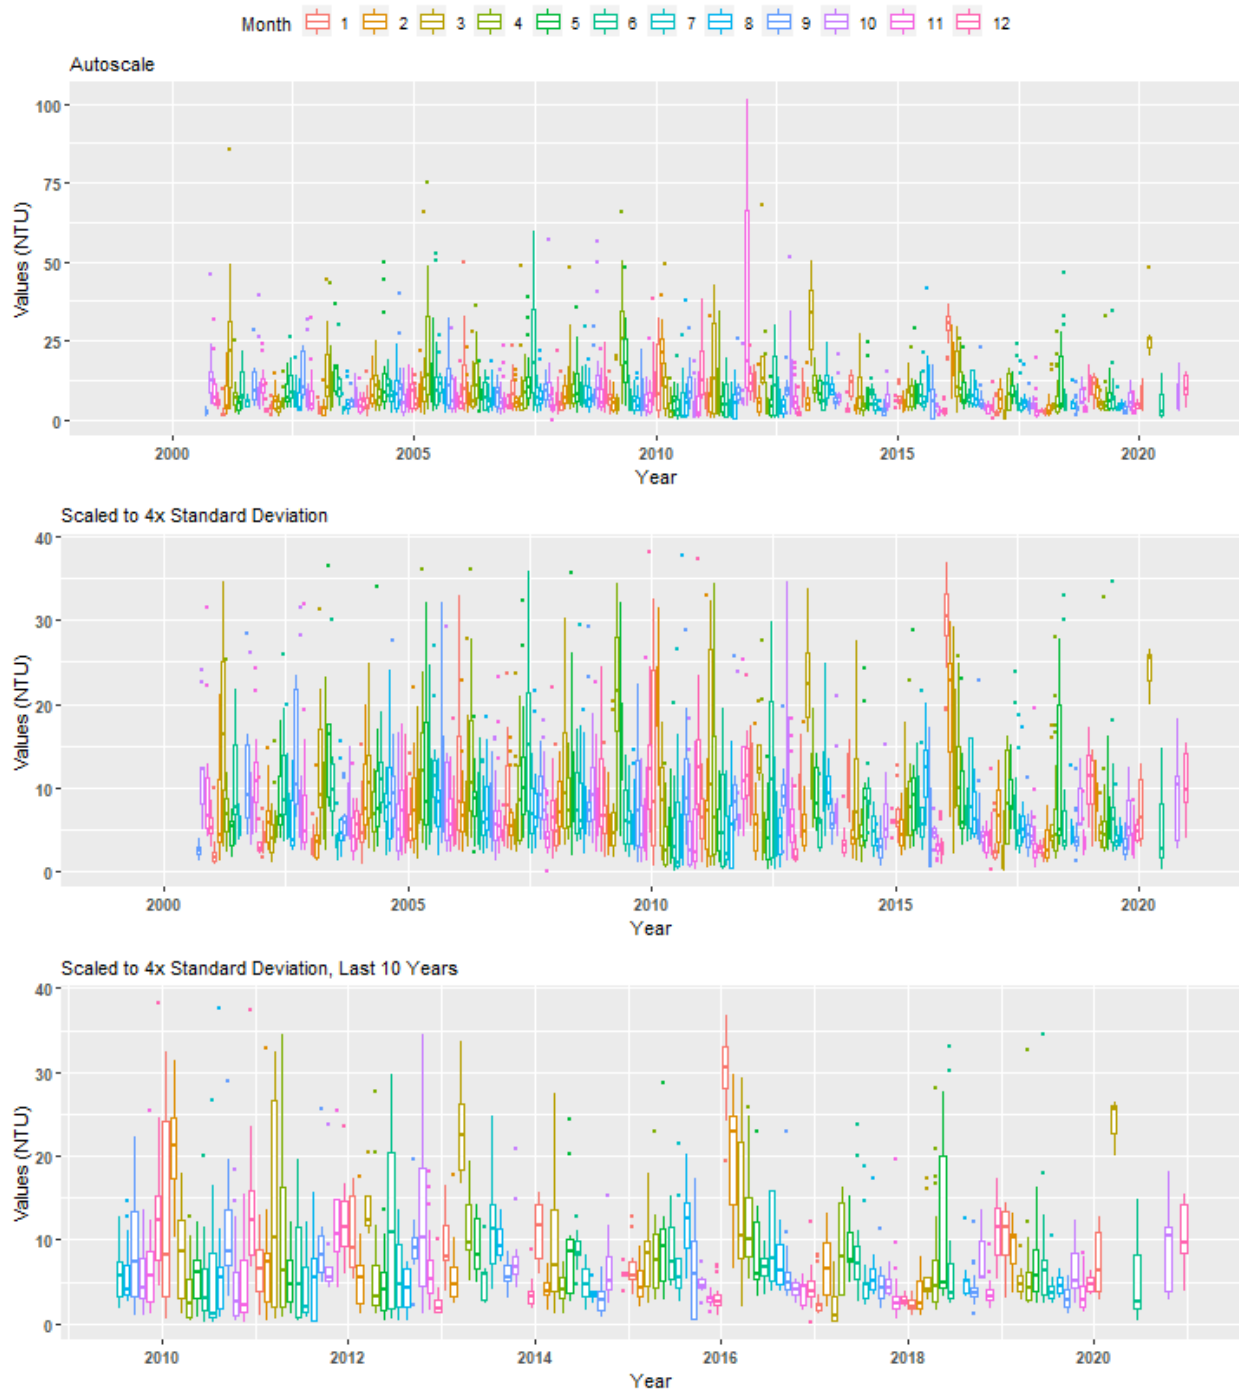 Month 1 2 3 4 5 6 7 8 9 10 11 12
Autoscale
100
75
50
25
0
Values (NTU)
2000 2005 2010 2015 2020
Year
Scaled to 4x Standard Deviation
40
30
20
10
0
Values (NTU)
2000 2005 2010 2015 2020
Year
Scaled to 4x Standard Deviation, Last 10 Years
40
30
20
10
0
Values (NTU)
2010 2012 2014 2016 2018 2020
Year